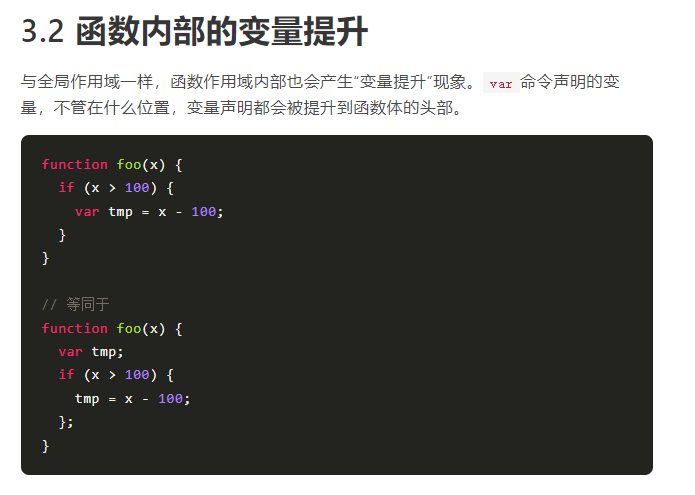 3.2 函数内部的变量提升
与全局作用域一样，函数作用域内部也会产生“变量提升”现象。var 命令声明的变
量，不管在什么位置，变量声明都会被提升到函数体的头部。
function foo(x) {
  if (x > 100) {
    var tmp = x - 100;
  }
}
// 等同于
function foo(x) {
  var tmp;
  if (x > 100) {
    tmp = x - 100;
  };
}